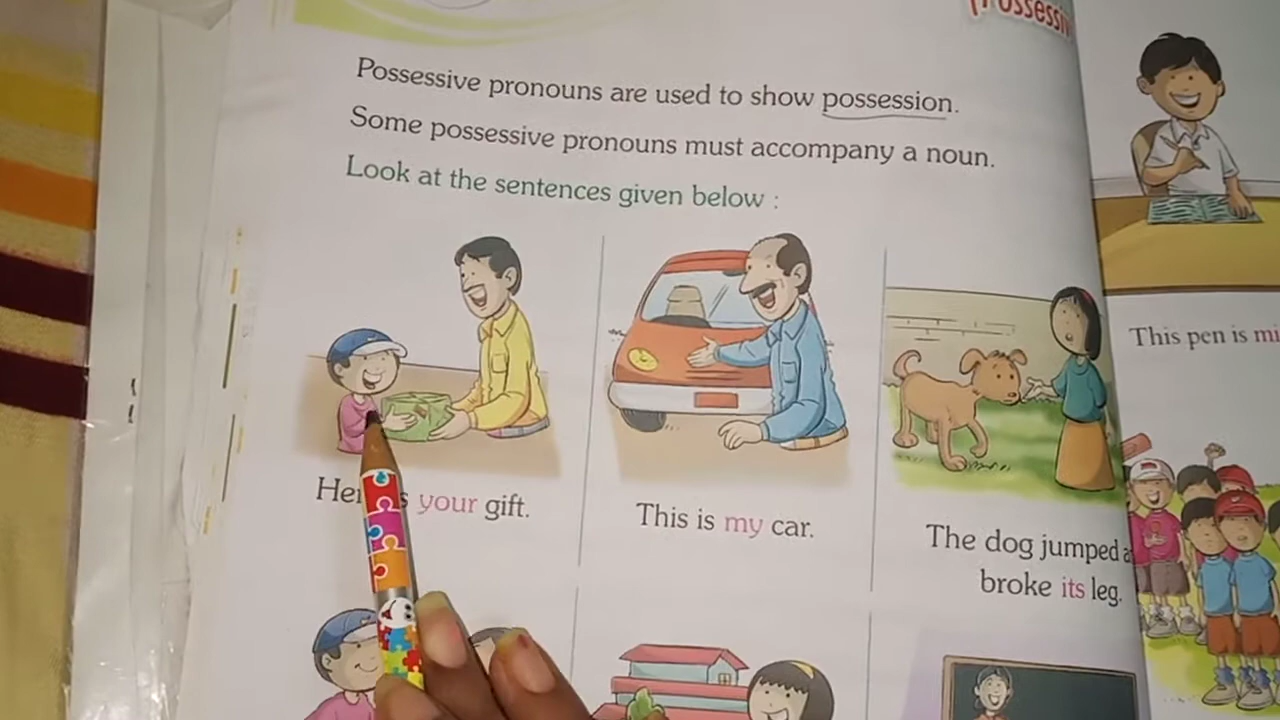 Possessive pronouns are used to show possession.
Some possessive pronouns must accompany a noun.
Look at the sentences given below :
your gift.
This is my car.
The dog jumped
broke its leg.
This pen is